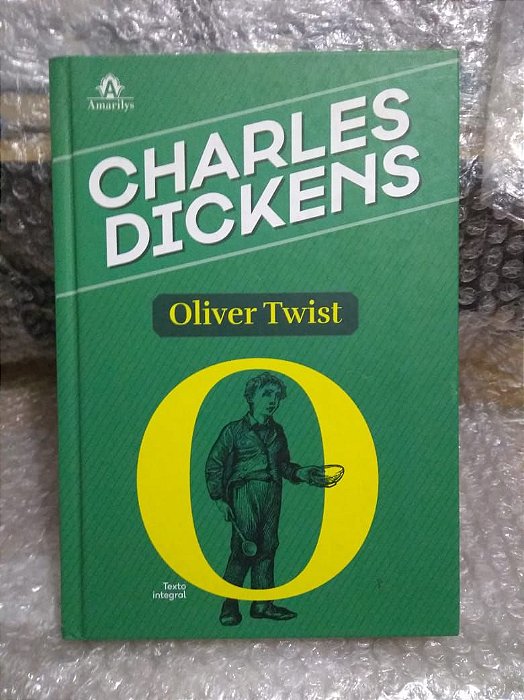 A
Amarilys
CHARLES
DICKENS
Oliver Twist
O
Texto
integral